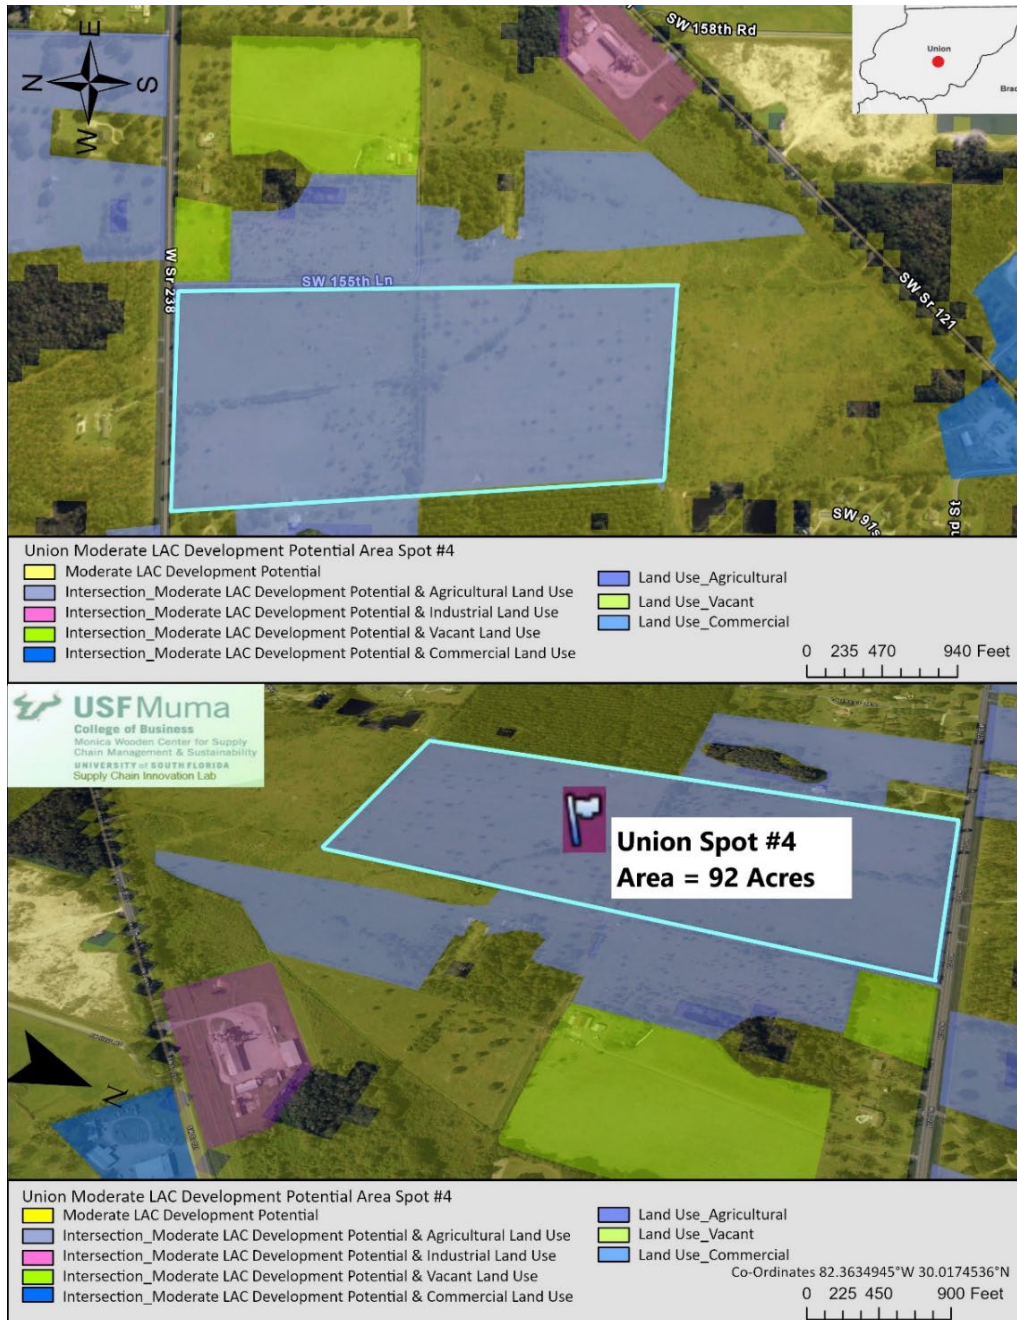 SW 158th Rd
Union
Brad
N
E
S
W
W Sr 238
SW 155th Ln
SW Sr 121
SW 91s
Union Moderate LAC Development Potential Area Spot #4
Moderate LAC Development Potential
Intersection_Moderate LAC Development Potential & Agricultural Land Use
Intersection_Moderate LAC Development Potential & Industrial Land Use
Intersection_Moderate LAC Development Potential & Vacant Land Use
Intersection_Moderate LAC Development Potential & Commercial Land Use
Land Use_Agricultural
Land Use_Vacant
Land Use_Commercial
0 235 470 940 Feet
USF Muma
College of Business
Monica Wooden Center for Supply
Chain Management & Sustainability
UNIVERSITY of SOUTH FLORIDA
Supply Chain Innovation Lab
Union Spot #4
Area = 92 Acres
N
Union Moderate LAC Development Potential Area Spot #4
Moderate LAC Development Potential
Intersection_Moderate LAC Development Potential & Agricultural Land Use
Intersection_Moderate LAC Development Potential & Industrial Land Use
Intersection_Moderate LAC Development Potential & Vacant Land Use
Intersection_Moderate LAC Development Potential & Commercial Land Use
Land Use_Agricultural
Land Use_Vacant
Land Use_Commercial
Co-Ordinates 82.3634945°W 30.0174536°N
0 225 450 900 Feet